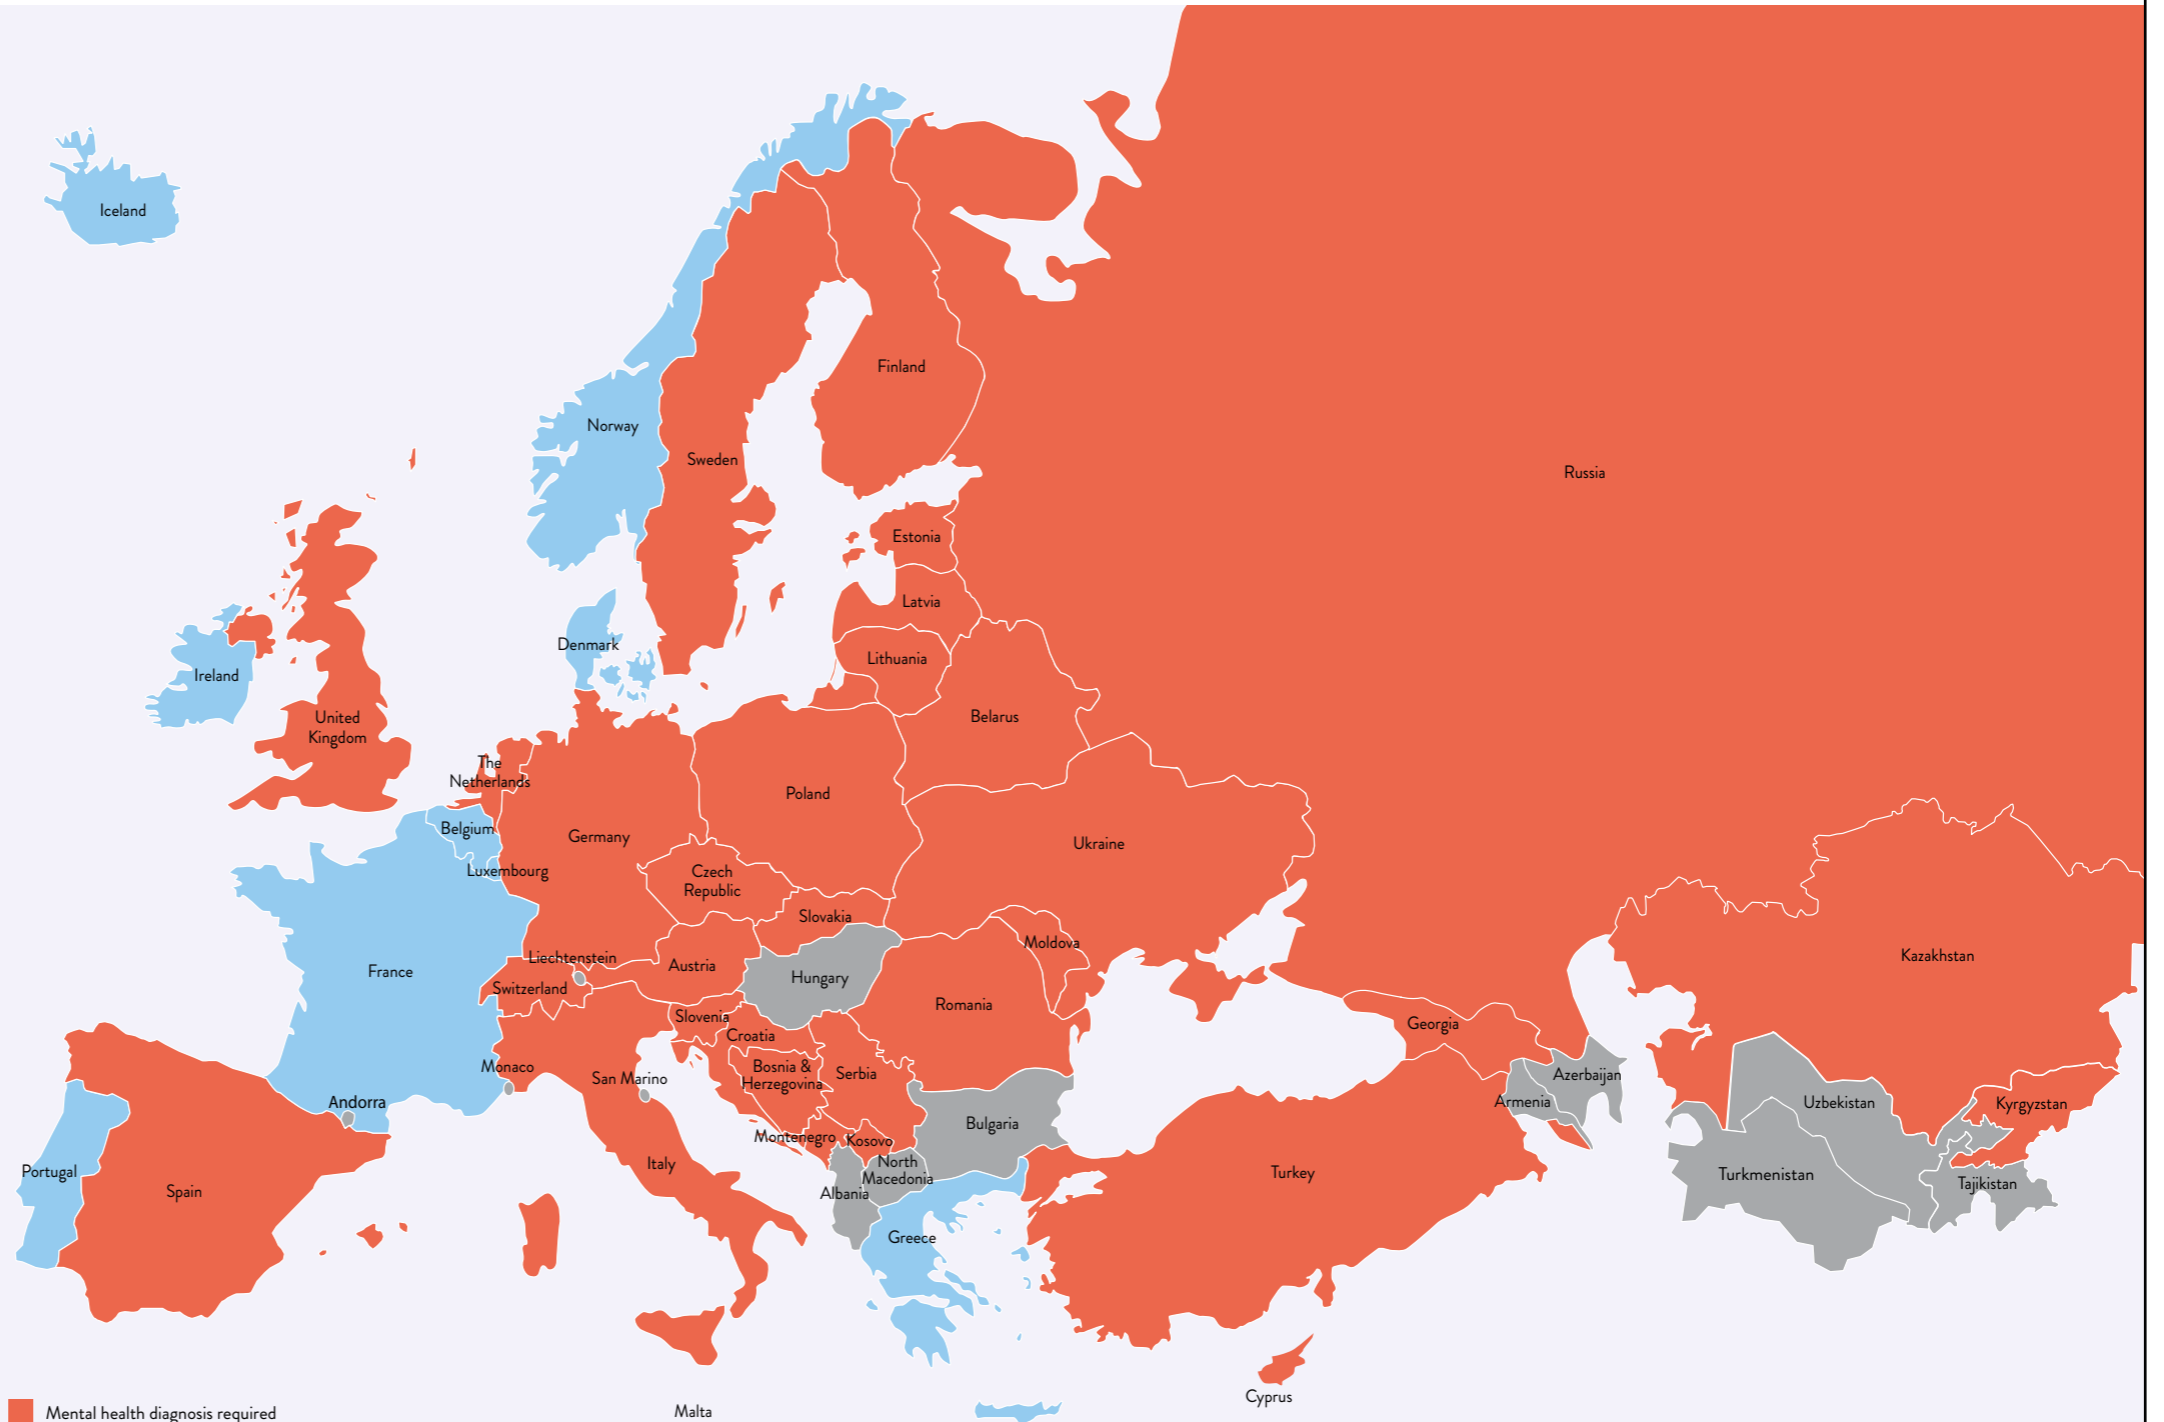 Iceland
Finland
Norway
Sweden
Russia
Estonia
Latvia
Denmark
Lithuania
Ireland
United
Kingdom
Belarus
The
Netherlands
Poland
Belgium
Germany
Ukraine
Luxembourg
Czech
Republic
Slovakia
Moldova
Liechtenstein
France
Austria
Hungary
Kazakhstan
Switzerland
Romania
Slovenia
Georgia
Croatia
Monaco
San Marino
Bosnia &
Herzegovina
Serbia
Azerbaijan
Andorra
Armenia
Uzbekistan
Kyrgyzstan
Bulgaria
Montenegro
Kosovo
Portugal
Italy
North
Macedonia
Turkey
Turkmenistan
Tajikistan
Spain
Albania
Greece
Cyprus
Mental health diagnosis required
Malta